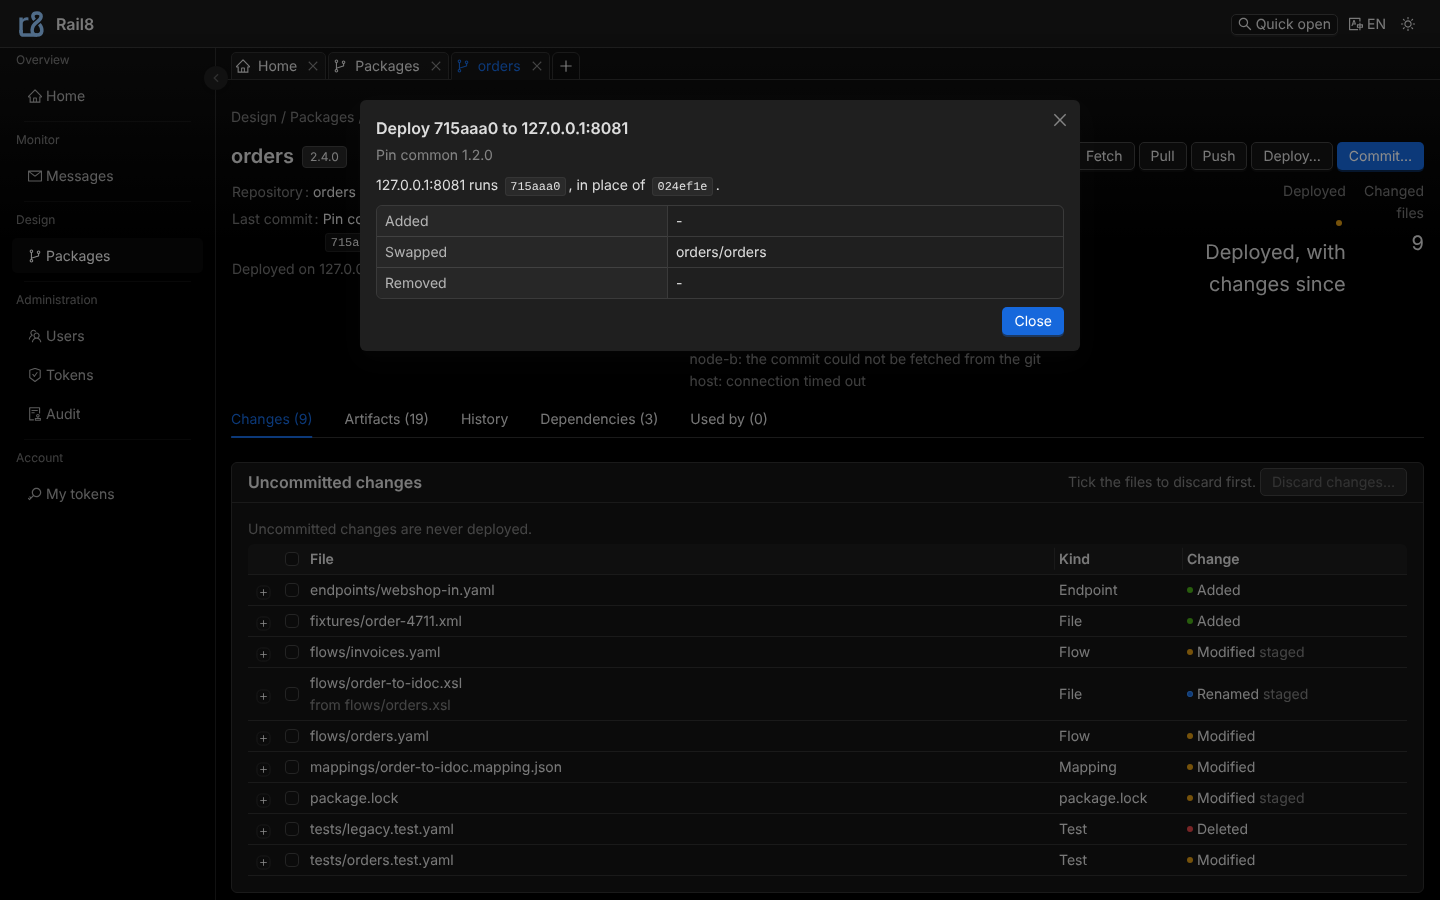 r8 Rail8
Quick open
EN
Overview
Home
Monitor
Messages
Design
Packages
Administration
Users
Tokens
Audit
Account
My tokens
Home
Packages
orders
Design / Packages /
orders 2.4.0
Fetch
Pull
Push
Deploy...
Commit...
Repository: orders
Last commit: Pin co
715aa
Deployed on 127.0.0
Deployed
Deployed, with
changes since
Changed
files
9
Deploy 715aaa0 to 127.0.0.1:8081
Pin common 1.2.0
127.0.0.1:8081 runs 715aaa0, in place of 024ef1e.
Added -
Swapped orders/orders
Removed -
Close
node-b: the commit could not be fetched from the git
host: connection timed out
Changes (9)
Artifacts (19)
History
Dependencies (3)
Used by (0)
Uncommitted changes
Tick the files to discard first.
Discard changes...
Uncommitted changes are never deployed.
File Kind Change
endpoints/webshop-in.yaml Endpoint Added
fixtures/order-4711.xml File Added
flows/invoices.yaml Flow Modified staged
flows/order-to-idoc.xsl File Renamed staged
from flows/orders.xsl
flows/orders.yaml Flow Modified
mappings/order-to-idoc.mapping.json Mapping Modified
package.lock package.lock Modified staged
tests/legacy.test.yaml Test Deleted
tests/orders.test.yaml Test Modified